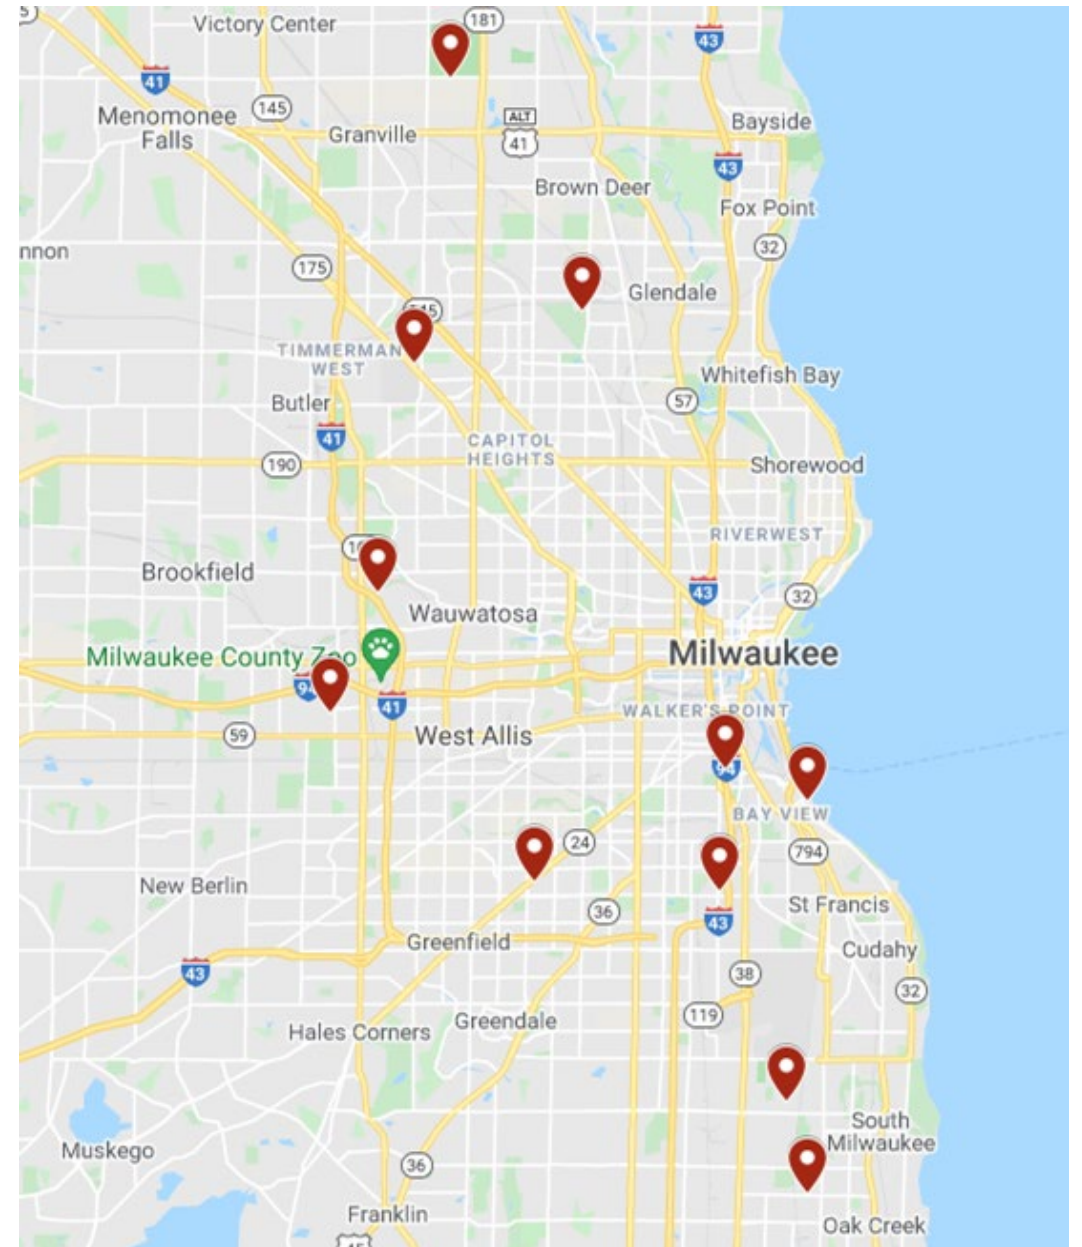 5
Victory Center
181
43
41
145
Menomonee
Falls
Granville
ALT
41
Bayside
43
Brown Deer
Fox Point
32
nnon
175
Glendale
TIMMERMAN
WEST
Whitefish Bay
Butler
57
41
CAPITOL
HEIGHTS
190
Shorewood
RIVERWEST
Brookfield
43
32
Wauwatosa
Milwaukee
Milwaukee County Zoo
94
41
WALKER'S POINT
59
West Allis
94
BAY VIEW
24
794
New Berlin
36
St Francis
43
Greenfield
Cudahy
43
38
32
119
Hales Corners
Greendale
South
Milwaukee
Muskego
36
Franklin
Oak Creek